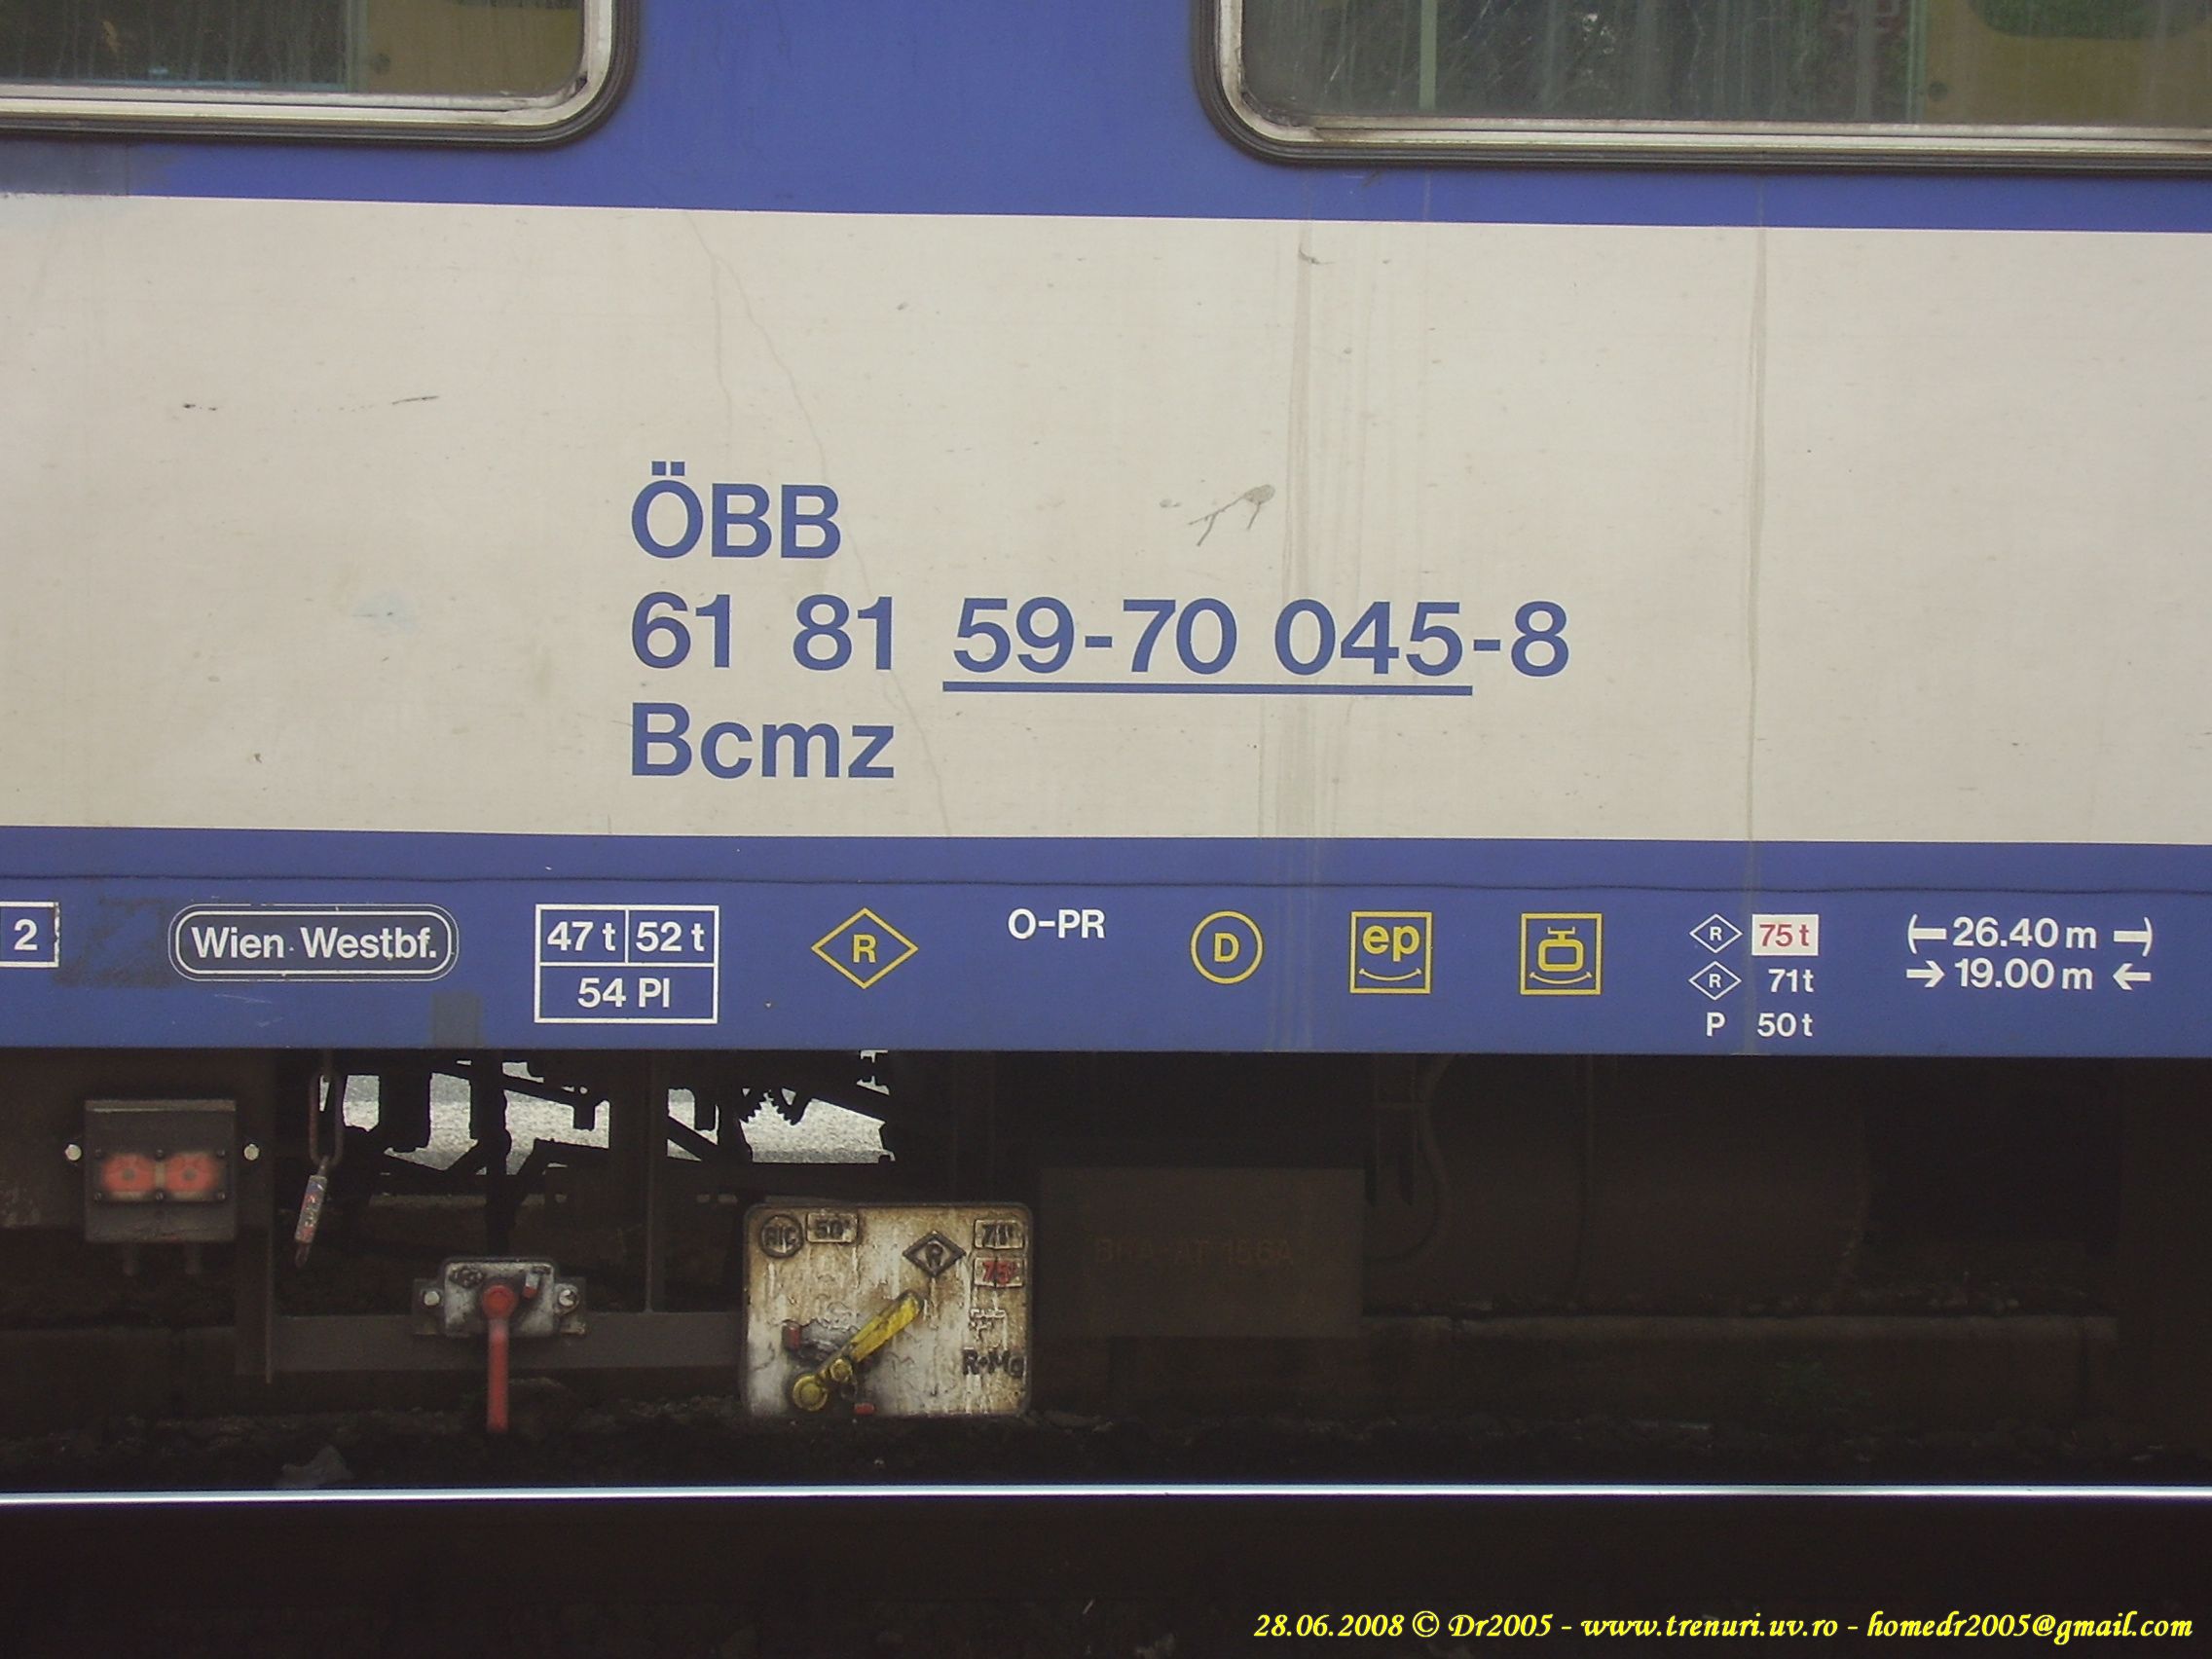 ÖBB
61 81 59-70 045-8
Bcmz
2
Wien Westbf.
47 t 52 t
54 Pl
R
O-PR
D
ep
R 75 t
R 71 t
P 50 t
26.40 m
→ 19.00 m ←
RIC 50t
R 71t
75t
R+Mg
28.06.2008 © Dr2005 - www.trenuri.uv.ro - homedr2005@gmail.com